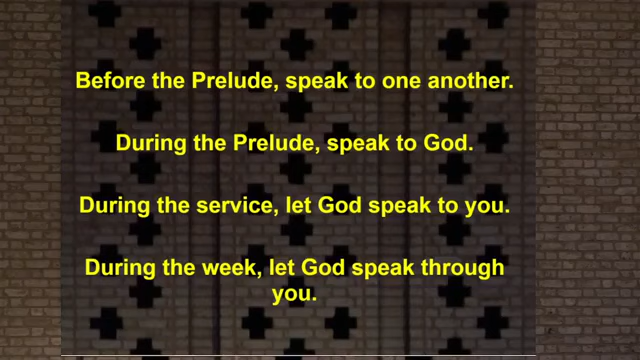 Before the Prelude, speak to one another.
During the Prelude, speak to God.
During the service, let God speak to you.
During the week, let God speak through
you.